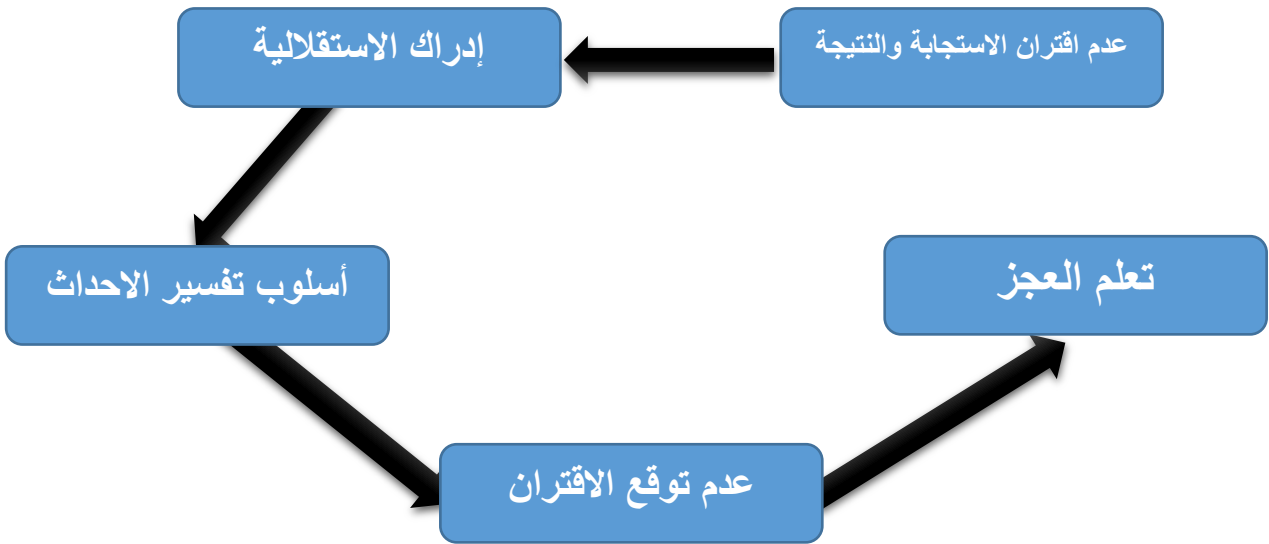 عدم اقتران الاستجابة والنتيجة
إدراك الاستقلالية
أسلوب تفسير الاحداث
عدم توقع الاقتران
تعلم العجز